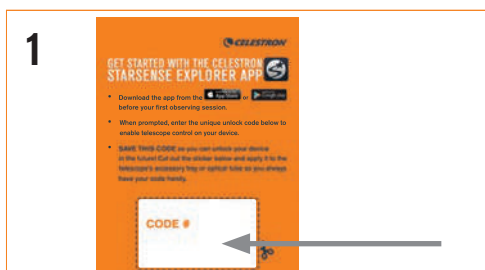 1
CELESTRON
GET STARTED WITH THE CELESTRON
STARSENSE EXPLORER APP
• Download the app from the App Store or Google Play
before your first observing session.
• When prompted, enter the unique unlock code below to
enable telescope control on your device.
• SAVE THIS CODE so you can unlock your device
in the future! Cut out the sticker below and apply it to the
telescope's accessory tray or optical tube so you always
have your code handy.
CODE #